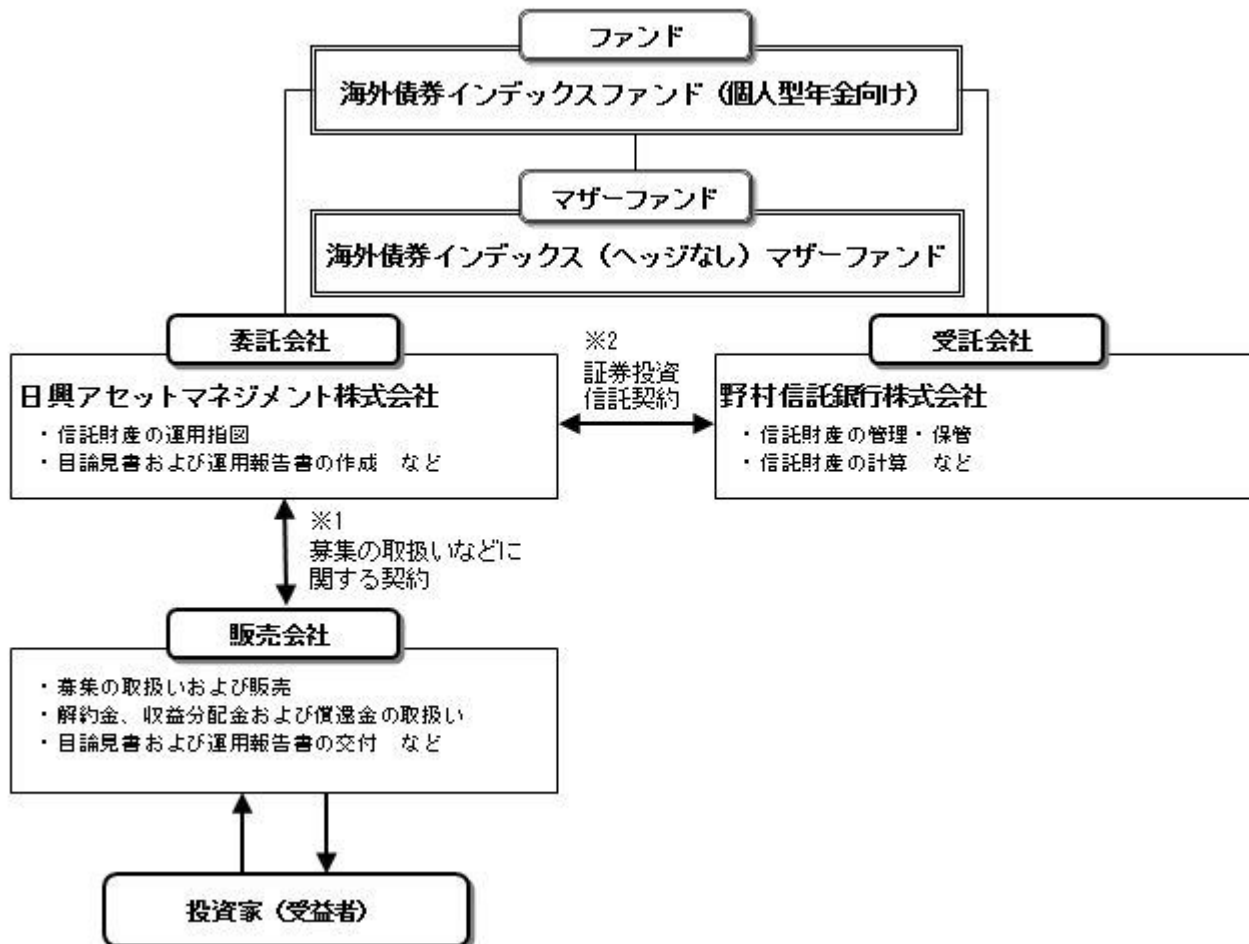 ファンド
海外債券インデックスファンド（個人型年金向け）
マザーファンド
海外債券インデックス（ヘッジなし）マザーファンド
委託会社
日興アセットマネジメント株式会社
・信託財産の運用指図
・目論見書および運用報告書の作成　など
※2
証券投資
信託契約
受託会社
野村信託銀行株式会社
・信託財産の管理・保管
・信託財産の計算　など
※1
募集の取扱いなどに
関する契約
販売会社
・募集の取扱いおよび販売
・解約金、収益分配金および償還金の取扱い
・目論見書および運用報告書の交付　など
投資家（受益者）